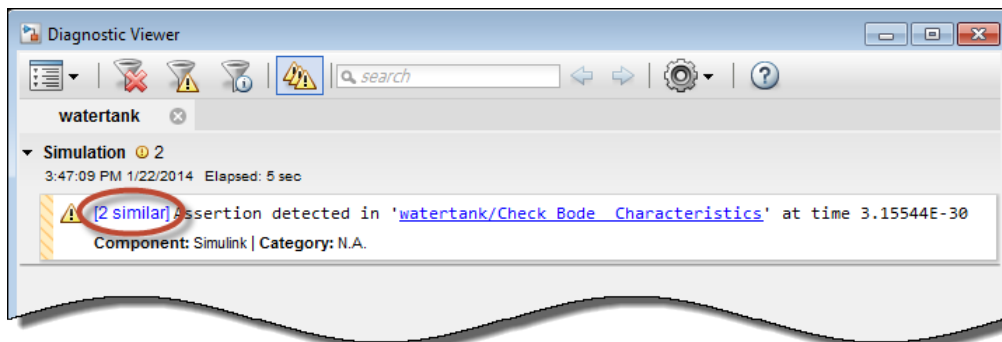 Diagnostic Viewer
search
watertank
Simulation 2
3:47:09 PM 1/22/2014 Elapsed: 5 sec
[2 similar] Assertion detected in 'watertank/Check Bode Characteristics' at time 3.15544E-30
Component: Simulink | Category: N.A.